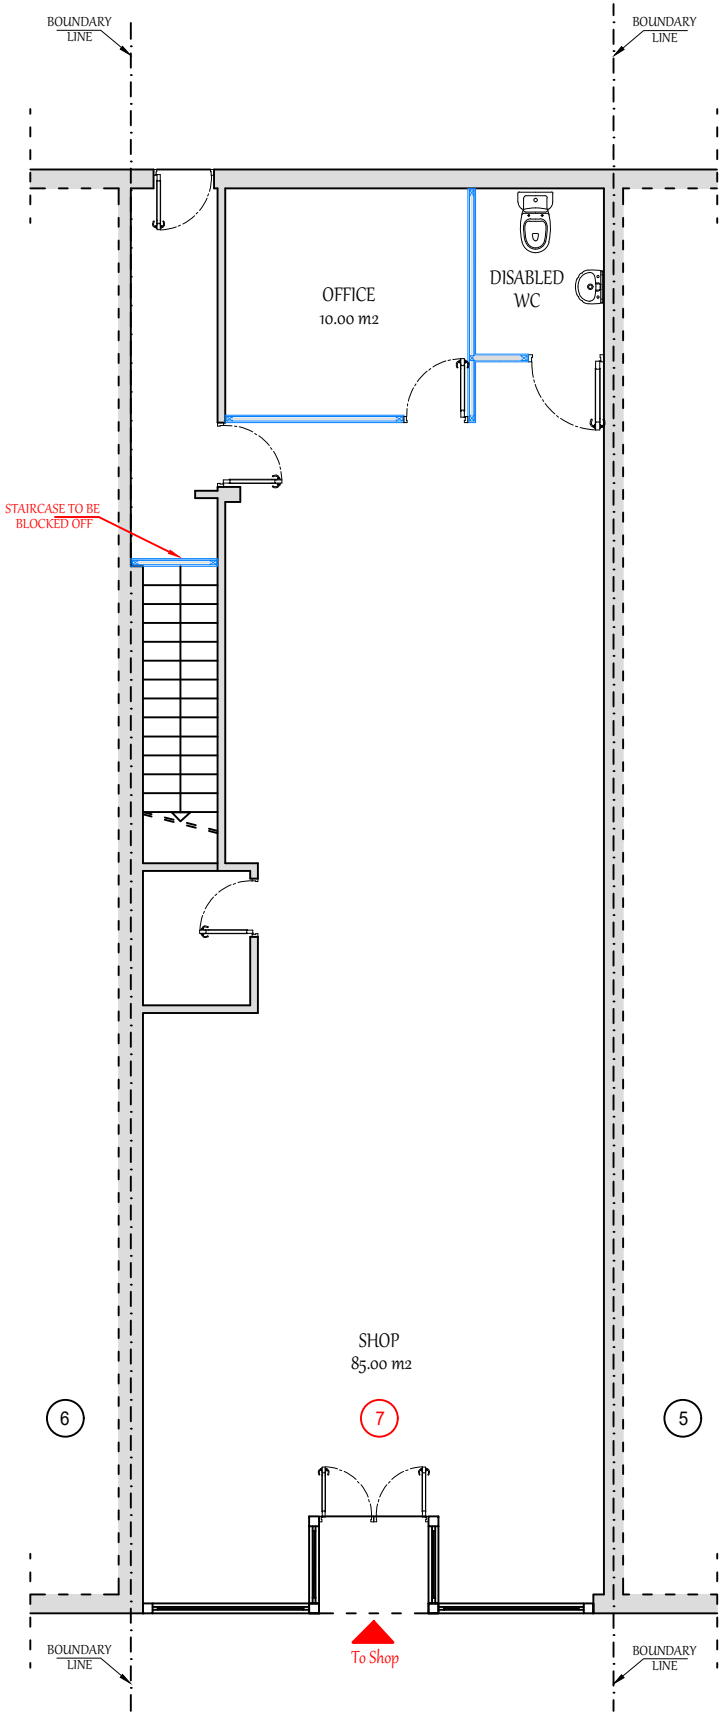 BOUNDARY
LINE
BOUNDARY
LINE
OFFICE
10.00 m2
DISABLED
WC
STAIRCASE TO BE
BLOCKED OFF
SHOP
85.00 m2
6
7
5
BOUNDARY
LINE
To Shop
BOUNDARY
LINE